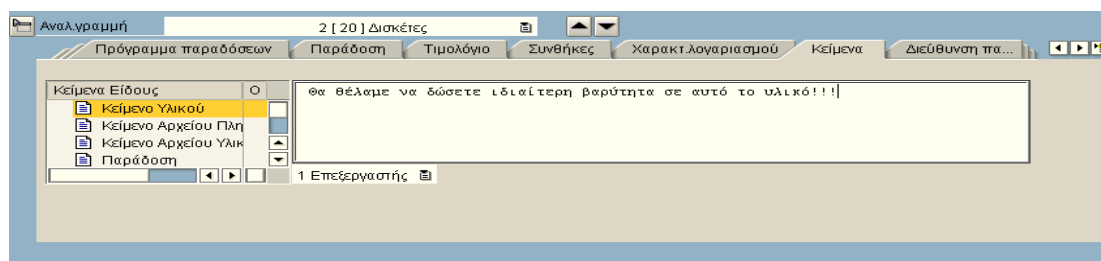 Αναλ.γραμμή 2 [ 20 ] Δισκέτες
Πρόγραμμα παραδόσεων Παράδοση Τιμολόγιο Συνθήκες Χαρακτ.λογαριασμού Κείμενα Διεύθυνση πα...
Κείμενα Είδους Ο
Θα θέλαμε να δώσετε ιδιαίτερη βαρύτητα σε αυτό το υλικό!!!
Κείμενο Υλικού
Κείμενο Αρχείου Πλη
Κείμενο Αρχείου Υλικ
Παράδοση
1 Επεξεργαστής